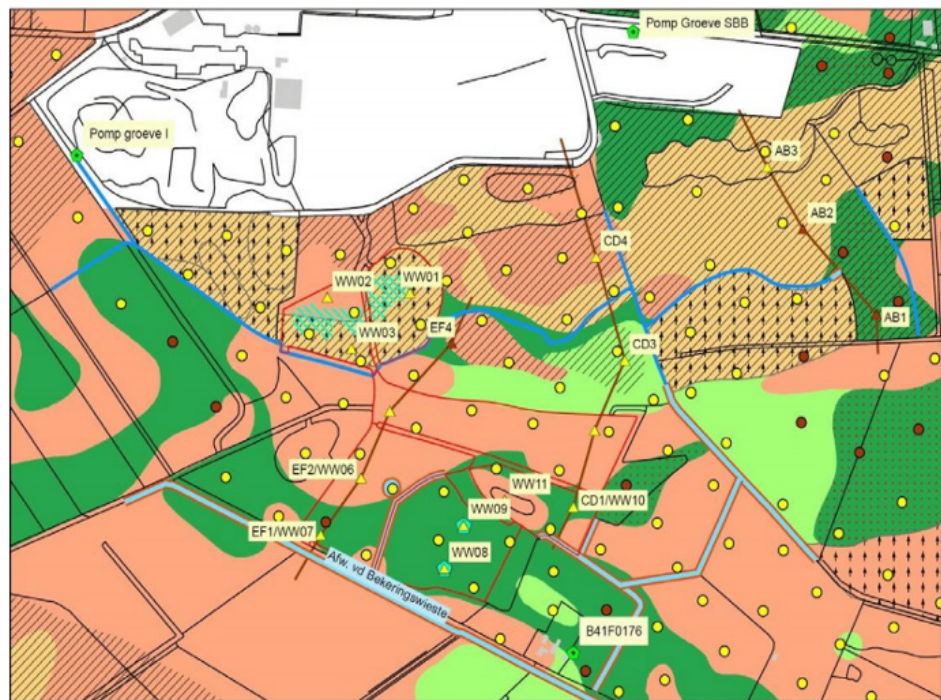 Pomp Groeve SBB
Pomp groeve I
AB3
AB2
CD4
WW02
WW01
WW03
EF4
AB1
CD3
EF2/WW06
WW11
WW09
CD1/WW10
EF1/WW07
WW08
Afw. vd Bekeringswieste
B41F0176